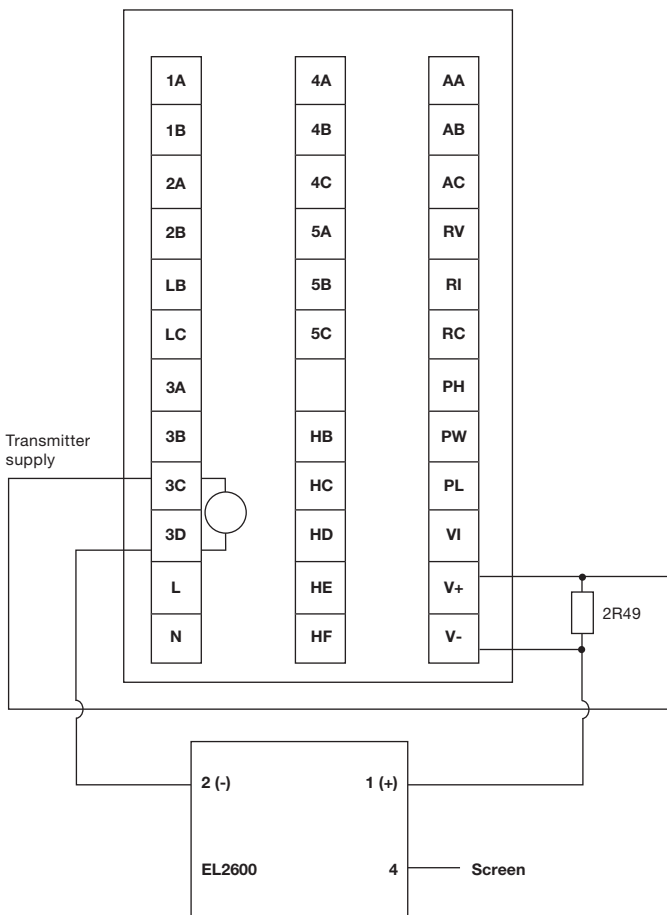 1A
1B
2A
2B
LB
LC
3A
3B
3C
3D
L
N
4A
4B
4C
5A
5B
5C
HB
HC
HD
HE
HF
AA
AB
AC
RV
RI
RC
PH
PW
PL
VI
V+
V-
Transmitter
supply
2R49
2 (-)
1 (+)
EL2600
4
Screen